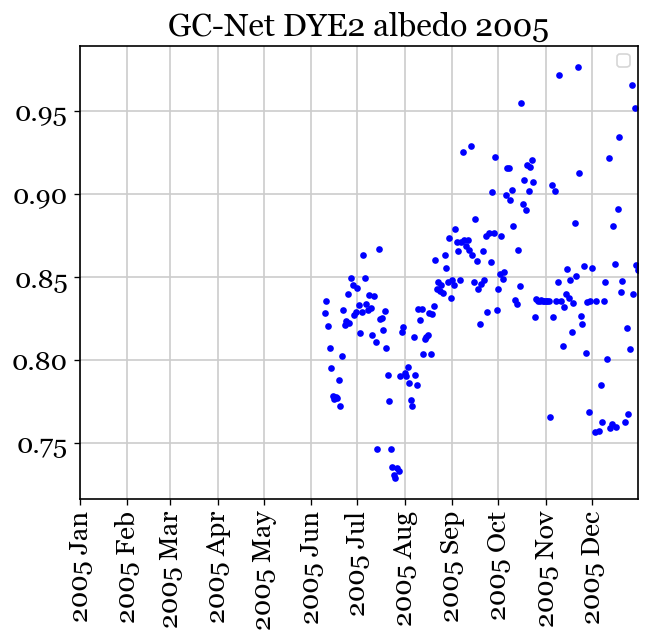 GC-Net DYE2 albedo 2005
0.95
0.90
0.85
0.80
0.75
2005 Jan
2005 Feb
2005 Mar
2005 Apr
2005 May
2005 Jun
2005 Jul
2005 Aug
2005 Sep
2005 Oct
2005 Nov
2005 Dec